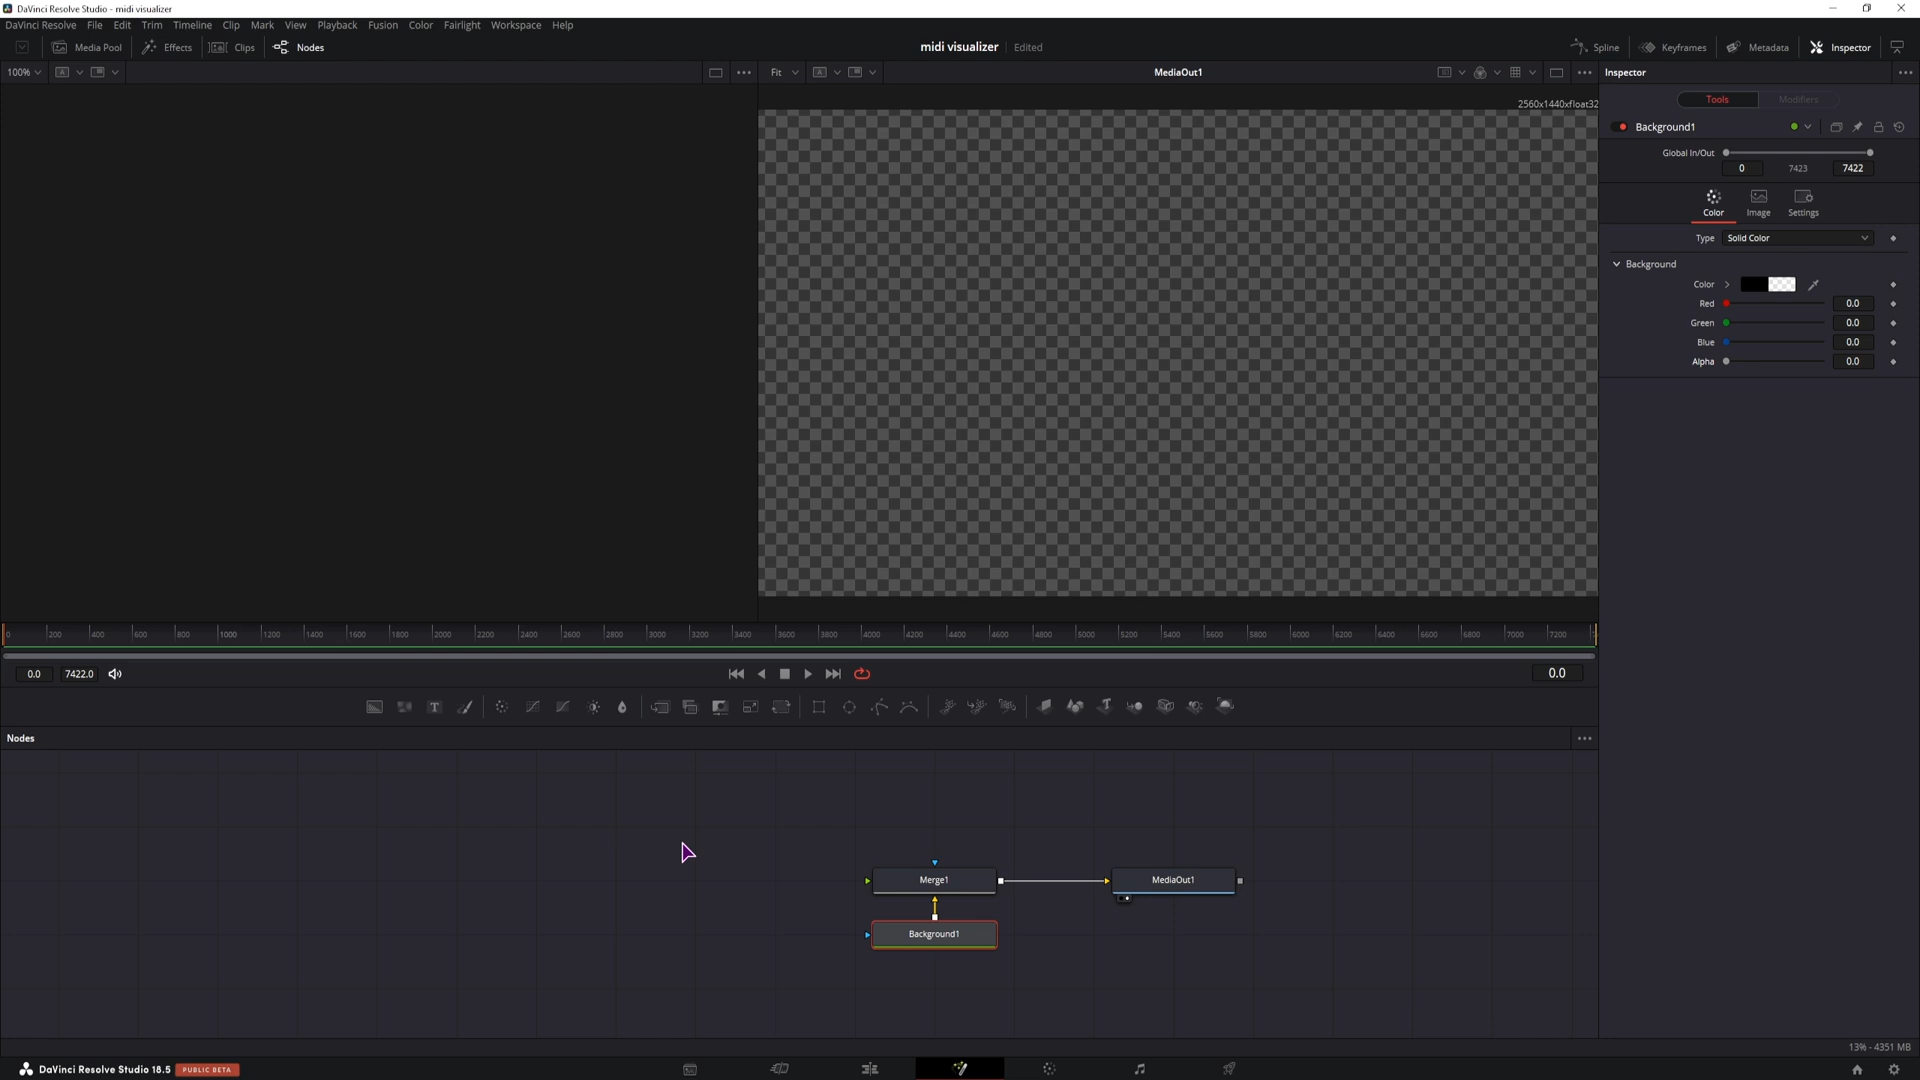 DaVinci Resolve Studio - midi visualizer
DaVinci Resolve File Edit Trim Timeline Clip Mark View Playback Fusion Color Fairlight Workspace Help
Media Pool Effects Clips Nodes midi visualizer Edited Spline Keyframes Metadata Inspector
100% A Fit A MediaOut1 Inspector
2560x1440xfloat32
Tools Modifiers
Background1
Global In/Out
0 7423 7422
Color Image Settings
Type Solid Color
Background
Color
Red 0.0
Green 0.0
Blue 0.0
Alpha 0.0
0 200 400 600 800 1000 1200 1400 1600 1800 2000 2200 2400 2600 2800 3000 3200 3400 3600 3800 4000 4200 4400 4600 4800 5000 5200 5400 5600 5800 6000 6200 6400 6600 6800 7000 7200
0.0 7422.0 0.0
T
Nodes
Merge1 MediaOut1
Background1
13% - 4351 MB
DaVinci Resolve Studio 18.5 PUBLIC BETA